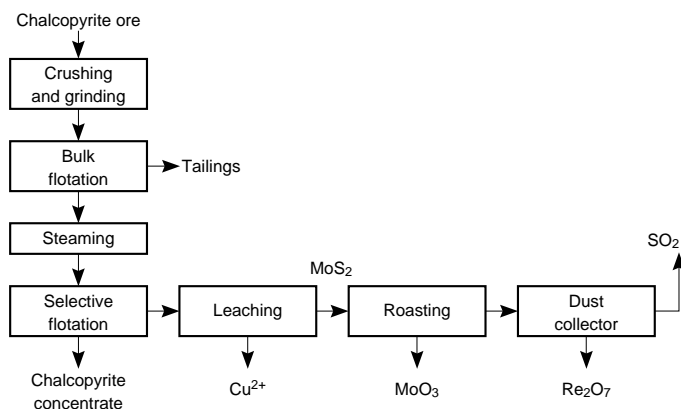 Chalcopyrite ore
Crushing
and grinding
Bulk
flotation
Tailings
Steaming
SO₂
MoS₂
Selective
flotation
Leaching
Roasting
Dust
collector
Chalcopyrite
concentrate
Cu²⁺
MoO₃
Re₂O₇